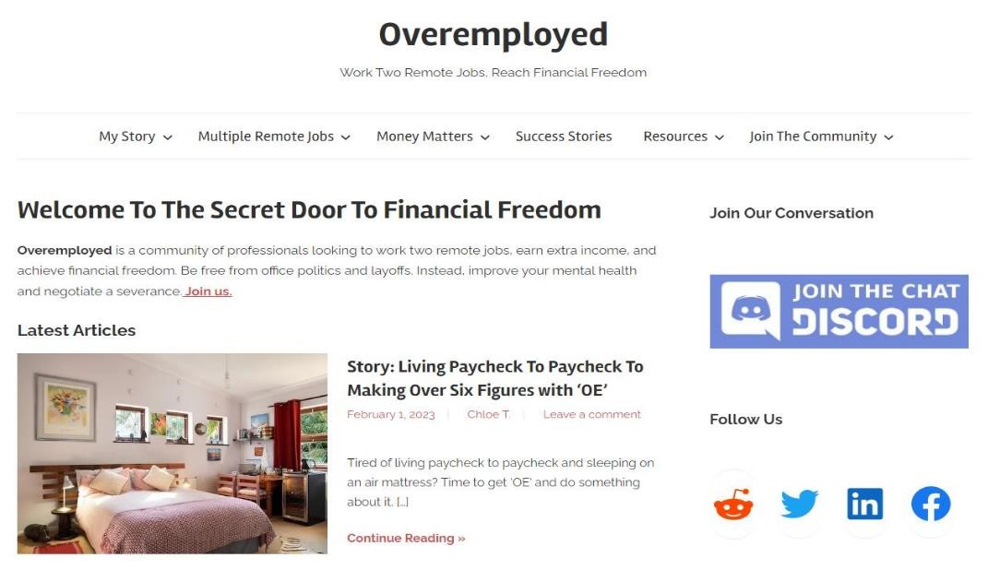 Overemployed
Work Two Remote Jobs, Reach Financial Freedom
My Story Multiple Remote Jobs Money Matters Success Stories Resources Join The Community
Welcome To The Secret Door To Financial Freedom
Overemployed is a community of professionals looking to work two remote jobs, earn extra income, and
achieve financial freedom. Be free from office politics and layoffs. Instead, improve your mental health
and negotiate a severance. Join us.
Latest Articles
Story: Living Paycheck To Paycheck To
Making Over Six Figures with ‘OE’
February 1, 2023 Chloe T. Leave a comment
Tired of living paycheck to paycheck and sleeping on
an air mattress? Time to get 'OE' and do something
about it. [...]
Continue Reading »
Join Our Conversation
JOIN THE CHAT
DISCORD
Follow Us
in
f